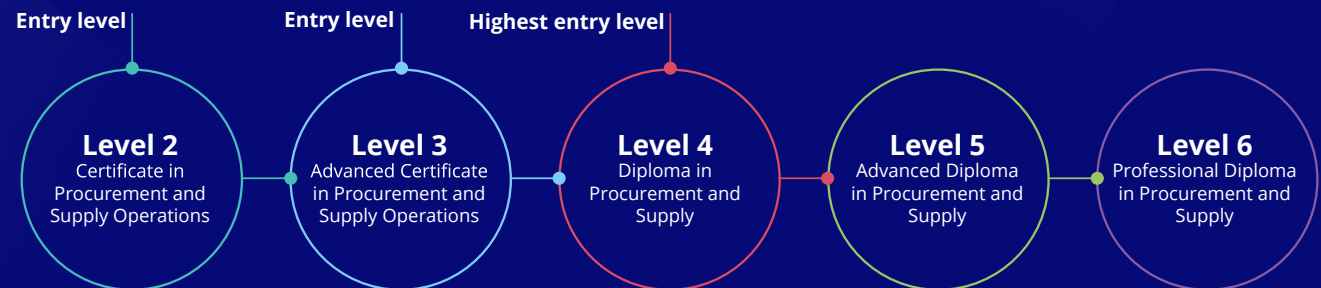 Entry level
Entry level
Highest entry level
Level 2
Certificate in
Procurement and
Supply Operations
Level 3
Advanced Certificate
in Procurement and
Supply Operations
Level 4
Diploma in
Procurement and
Supply
Level 5
Advanced Diploma
in Procurement and
Supply
Level 6
Professional Diploma
in Procurement and
Supply